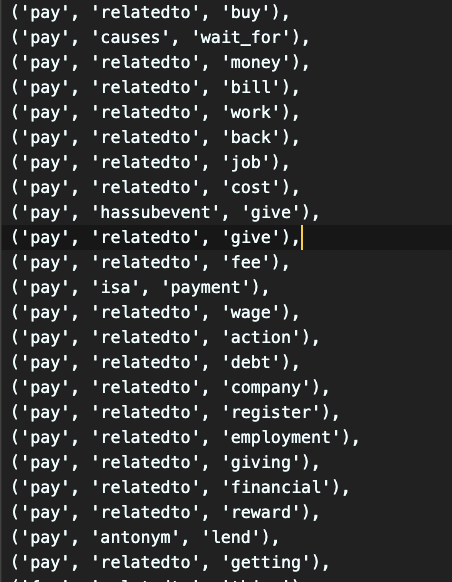 ('pay', 'relatedto', 'buy'),
('pay', 'causes', 'wait_for'),
('pay', 'relatedto', 'money'),
('pay', 'relatedto', 'bill'),
('pay', 'relatedto', 'work'),
('pay', 'relatedto', 'back'),
('pay', 'relatedto', 'job'),
('pay', 'relatedto', 'cost'),
('pay', 'hassubevent', 'give'),
('pay', 'relatedto', 'give'),
('pay', 'relatedto', 'fee'),
('pay', 'isa', 'payment'),
('pay', 'relatedto', 'wage'),
('pay', 'relatedto', 'action'),
('pay', 'relatedto', 'debt'),
('pay', 'relatedto', 'company'),
('pay', 'relatedto', 'register'),
('pay', 'relatedto', 'employment'),
('pay', 'relatedto', 'giving'),
('pay', 'relatedto', 'financial'),
('pay', 'relatedto', 'reward'),
('pay', 'antonym', 'lend'),
('pay', 'relatedto', 'getting'),